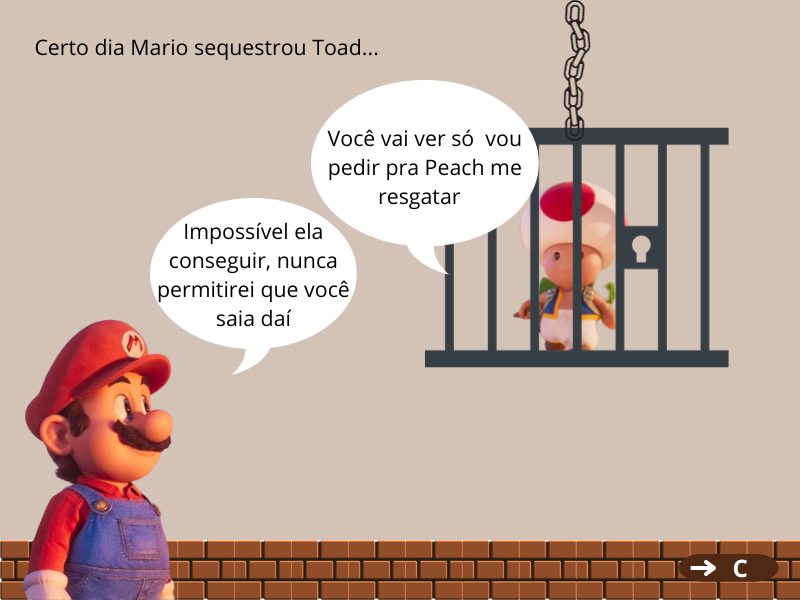 Certo dia Mario sequestrou Toad...
Você vai ver só  vou
pedir pra Peach me
resgatar
Impossível ela
conseguir, nunca
permitirei que você
saia daí
M
→ C